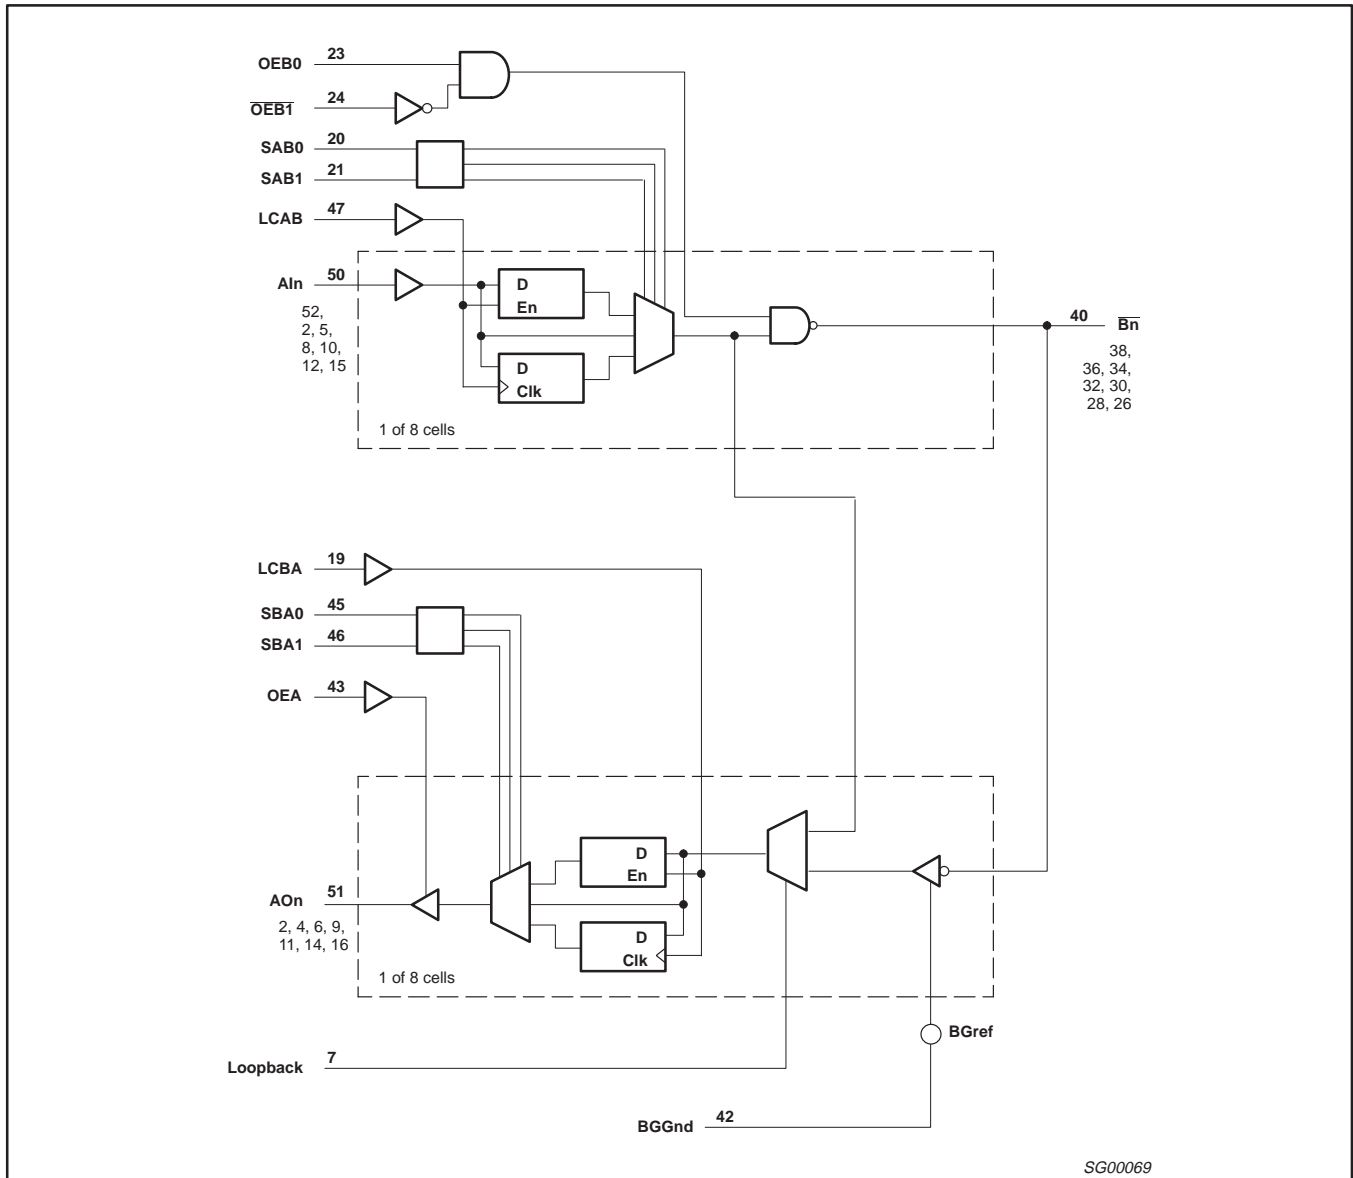 OEB0 23
OEB1 24
SAB0 20
SAB1 21
LCAB 47
AIn 50
52,
2, 5,
8, 10,
12, 15
D
En
D
Clk
1 of 8 cells
40 Bn
38,
36, 34,
32, 30,
28, 26
LCBA 19
SBA0 45
SBA1 46
OEA 43
D
En
D
Clk
AOn 51
2, 4, 6, 9,
11, 14, 16
1 of 8 cells
BGref
Loopback 7
BGGnd 42
SG00069